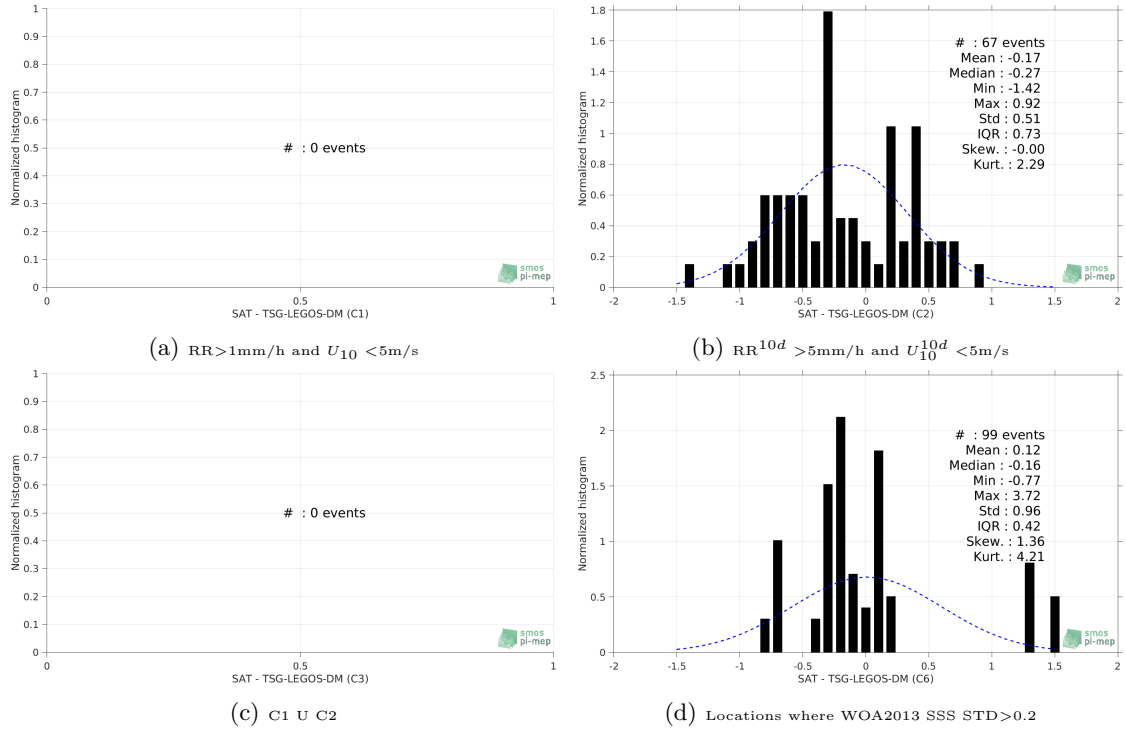 1
0.9
0.8
0.7
0.6
0.5
0.4
0.3
0.2
0.1
0
0
0.5
1
Normalized histogram
# : 0 events
smos
pi-mep
SAT - TSG-LEGOS-DM (C1)
(a) RR>1mm/h and U10 <5m/s
1.8
1.6
1.4
1.2
1
0.8
0.6
0.4
0.2
0
-2
-1.5
-1
-0.5
0
0.5
1
1.5
2
Normalized histogram
# : 67 events
Mean : -0.17
Median : -0.27
Min : -1.42
Max : 0.92
Std : 0.51
IQR : 0.73
Skew. : -0.00
Kurt. : 2.29
smos
pi-mep
SAT - TSG-LEGOS-DM (C2)
(b) RR^10d >5mm/h and U10^10d <5m/s
1
0.9
0.8
0.7
0.6
0.5
0.4
0.3
0.2
0.1
0
0
0.5
1
Normalized histogram
# : 0 events
smos
pi-mep
SAT - TSG-LEGOS-DM (C3)
(c) C1 U C2
2.5
2
1.5
1
0.5
0
-2
-1.5
-1
-0.5
0
0.5
1
1.5
2
Normalized histogram
# : 99 events
Mean : 0.12
Median : -0.16
Min : -0.77
Max : 3.72
Std : 0.96
IQR : 0.42
Skew. : 1.36
Kurt. : 4.21
smos
pi-mep
SAT - TSG-LEGOS-DM (C6)
(d) Locations where WOA2013 SSS STD>0.2